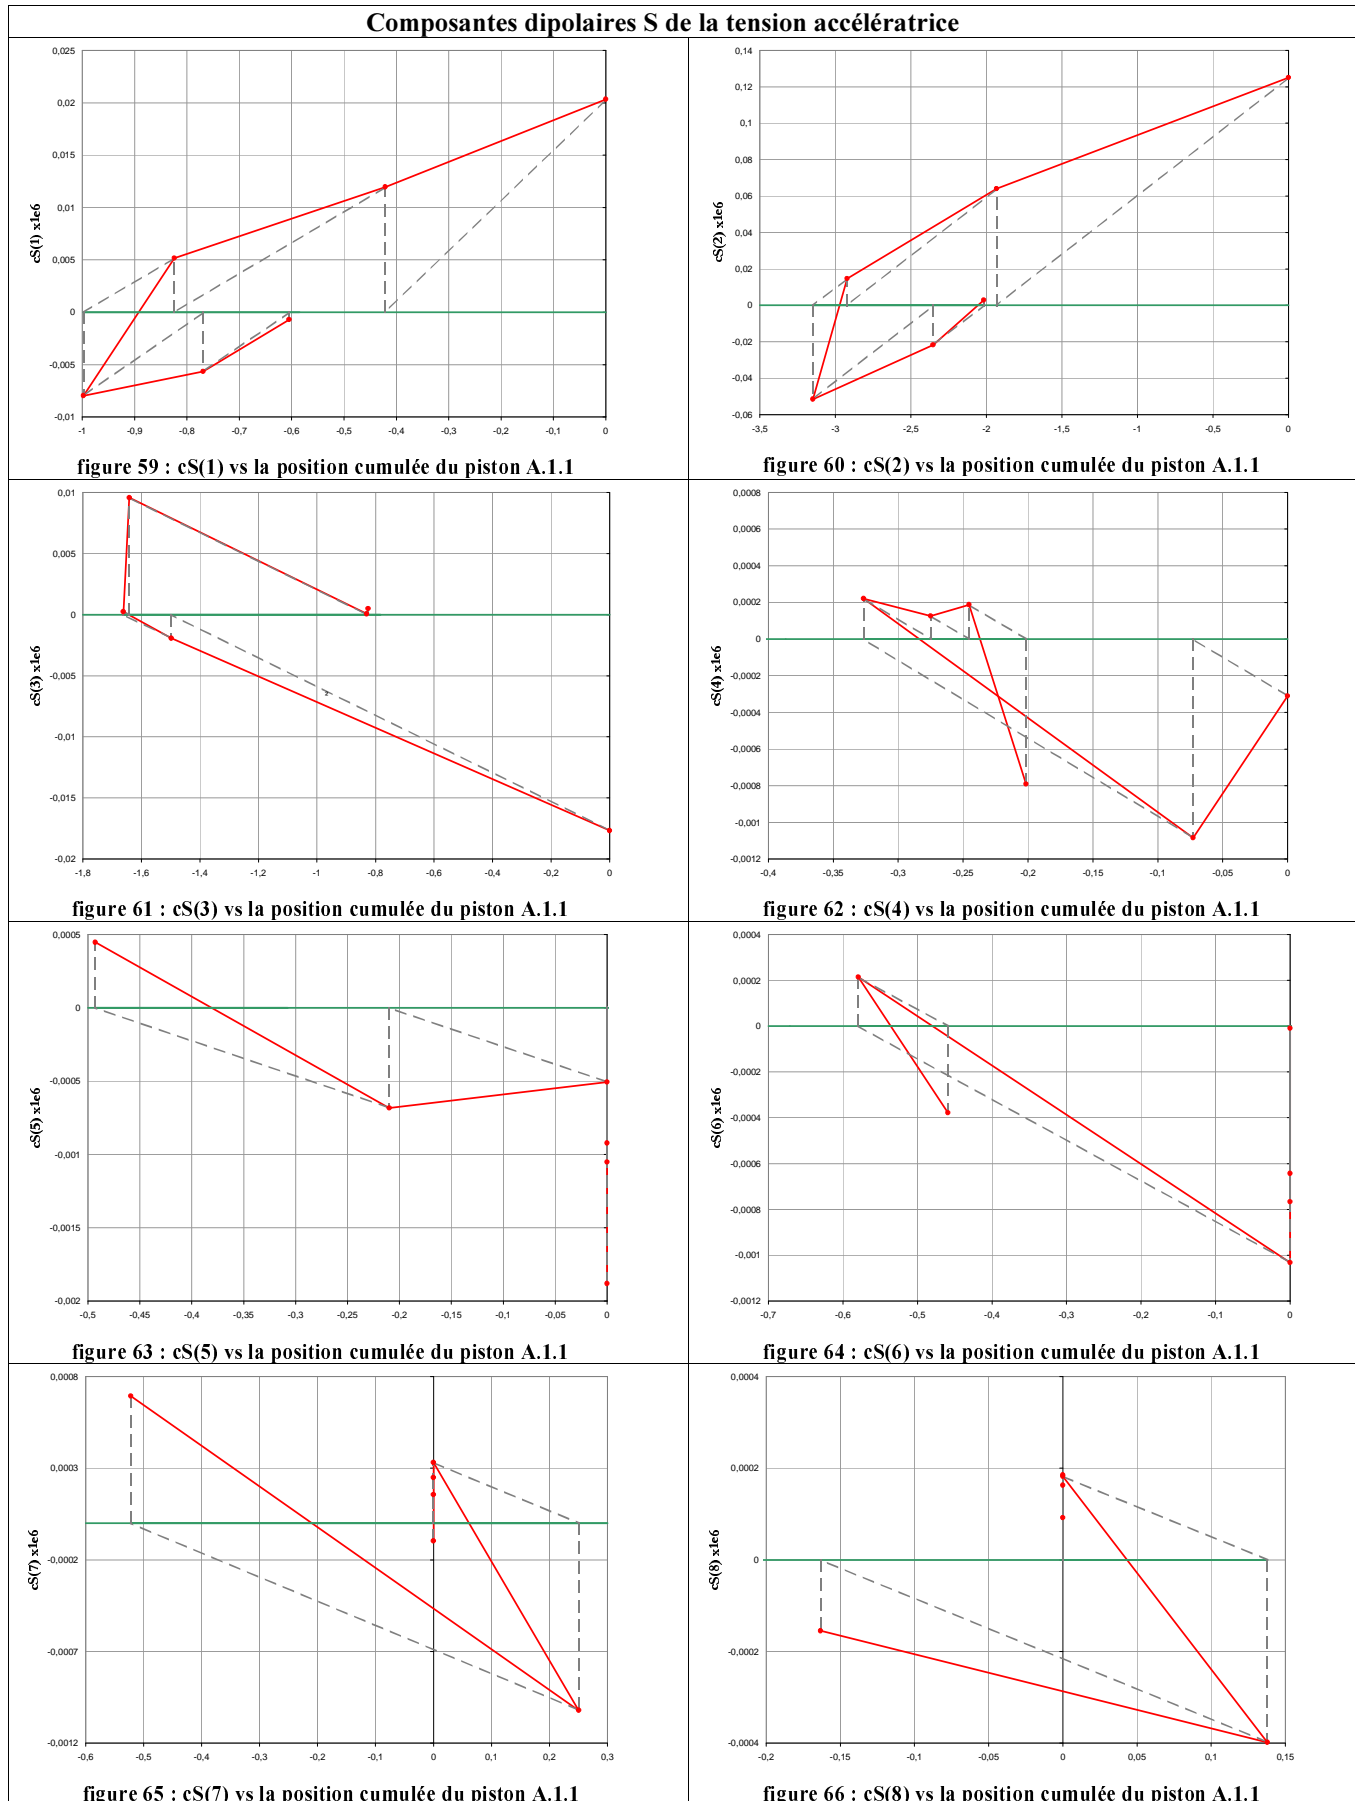 Composantes dipolaires S de la tension accélératrice
0,025
0,02
0,015
0,01
0,005
0
-0,005
-0,01
cS(1) x1e6
-1 -0,9 -0,8 -0,7 -0,6 -0,5 -0,4 -0,3 -0,2 -0,1 0
figure 59 : cS(1) vs la position cumulée du piston A.1.1
0,14
0,12
0,1
0,08
0,06
0,04
0,02
0
-0,02
-0,04
-0,06
cS(2) x1e6
-3,5 -3 -2,5 -2 -1,5 -1 -0,5 0
figure 60 : cS(2) vs la position cumulée du piston A.1.1
0,01
0,005
0
-0,005
-0,01
-0,015
-0,02
cS(3) x1e6
-1,8 -1,6 -1,4 -1,2 -1 -0,8 -0,6 -0,4 -0,2 0
figure 61 : cS(3) vs la position cumulée du piston A.1.1
0,0008
0,0006
0,0004
0,0002
0
-0,0002
-0,0004
-0,0006
-0,0008
-0,001
-0,0012
cS(4) x1e6
-0,4 -0,35 -0,3 -0,25 -0,2 -0,15 -0,1 -0,05 0
figure 62 : cS(4) vs la position cumulée du piston A.1.1
0,0005
0
-0,0005
-0,001
-0,0015
-0,002
cS(5) x1e6
-0,5 -0,45 -0,4 -0,35 -0,3 -0,25 -0,2 -0,15 -0,1 -0,05 0
figure 63 : cS(5) vs la position cumulée du piston A.1.1
0,0004
0,0002
0
-0,0002
-0,0004
-0,0006
-0,0008
-0,001
-0,0012
cS(6) x1e6
-0,7 -0,6 -0,5 -0,4 -0,3 -0,2 -0,1 0
figure 64 : cS(6) vs la position cumulée du piston A.1.1
0,0008
0,0003
-0,0002
-0,0007
-0,0012
cS(7) x1e6
-0,6 -0,5 -0,4 -0,3 -0,2 -0,1 0 0,1 0,2 0,3
figure 65 : cS(7) vs la position cumulée du piston A.1.1
0,0004
0,0002
0
-0,0002
-0,0004
cS(8) x1e6
-0,2 -0,15 -0,1 -0,05 0 0,05 0,1 0,15
figure 66 : cS(8) vs la position cumulée du piston A.1.1